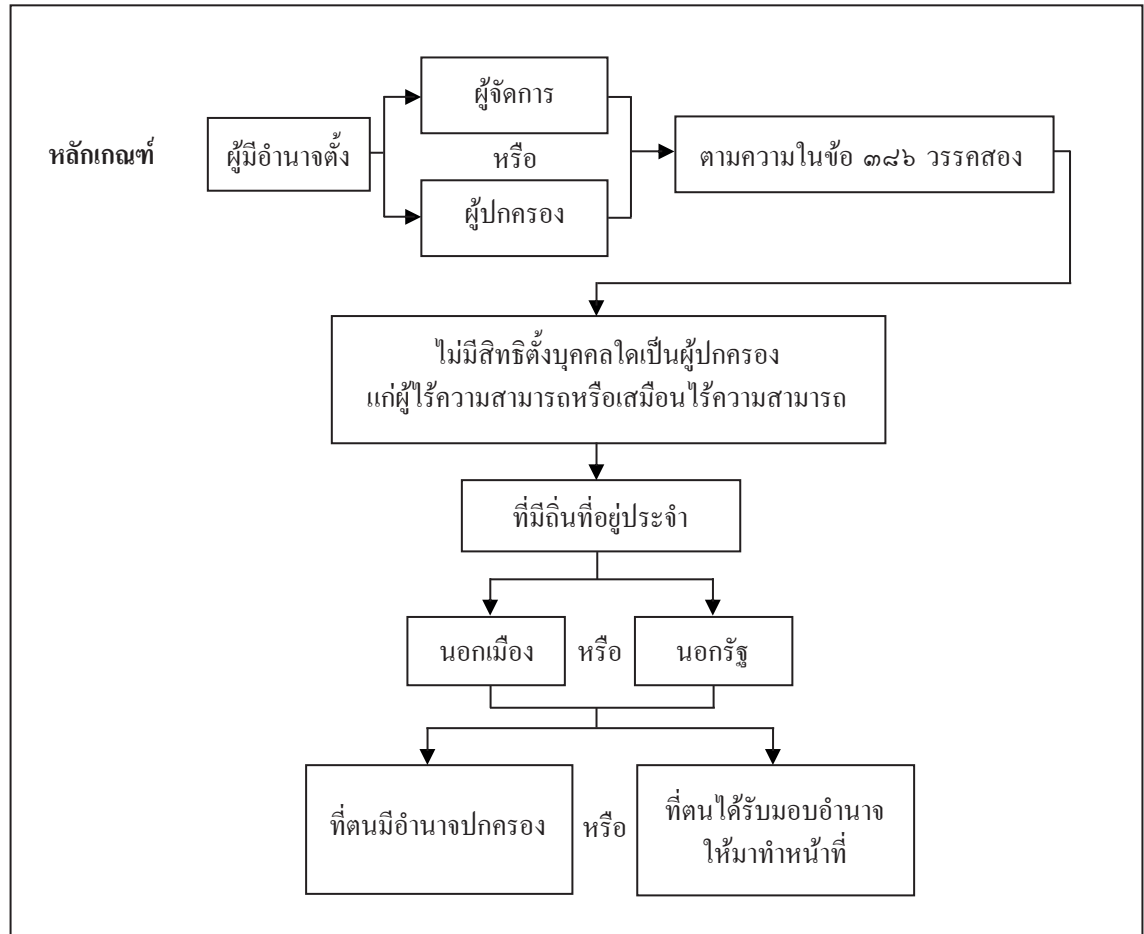 ผู้จัดการ
หลักเกณฑ์
ผู้มีอำนาจตั้ง
หรือ
ตามความในข้อ ๓๘๖ วรรคสอง
ผู้ปกครอง
ไม่มีสิทธิตั้งบุคคลใดเป็นผู้ปกครอง
แก่ผู้ไร้ความสามารถหรือเสมือนไร้ความสามารถ
ที่มีถิ่นที่อยู่ประจำ
นอกเมือง
หรือ
นอกรัฐ
ที่ตนมีอำนาจปกครอง
หรือ
ที่ตนได้รับมอบอำนาจ
ให้มาทำหน้าที่